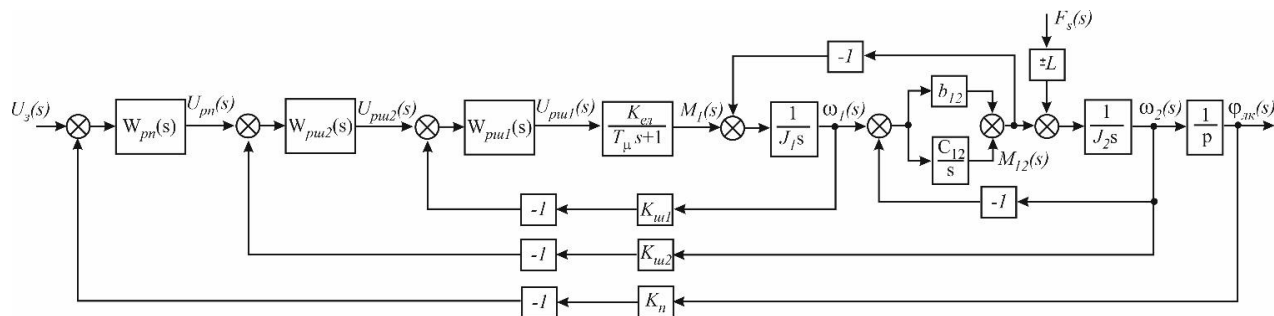 F_s(s)
-1
±L
U_з(s)
U_рп(s)
U_рш2(s)
U_рш1(s)
K_ел
M_1(s)
1
ω_1(s)
b_12
1
ω_2(s)
1
φ_лк(s)
W_рп(s)
W_рш2(s)
W_рш1(s)
T_μ s+1
J_1s
C_12
s
M_12(s)
J_2s
p
-1
K_ш1
-1
-1
K_ш2
-1
K_п